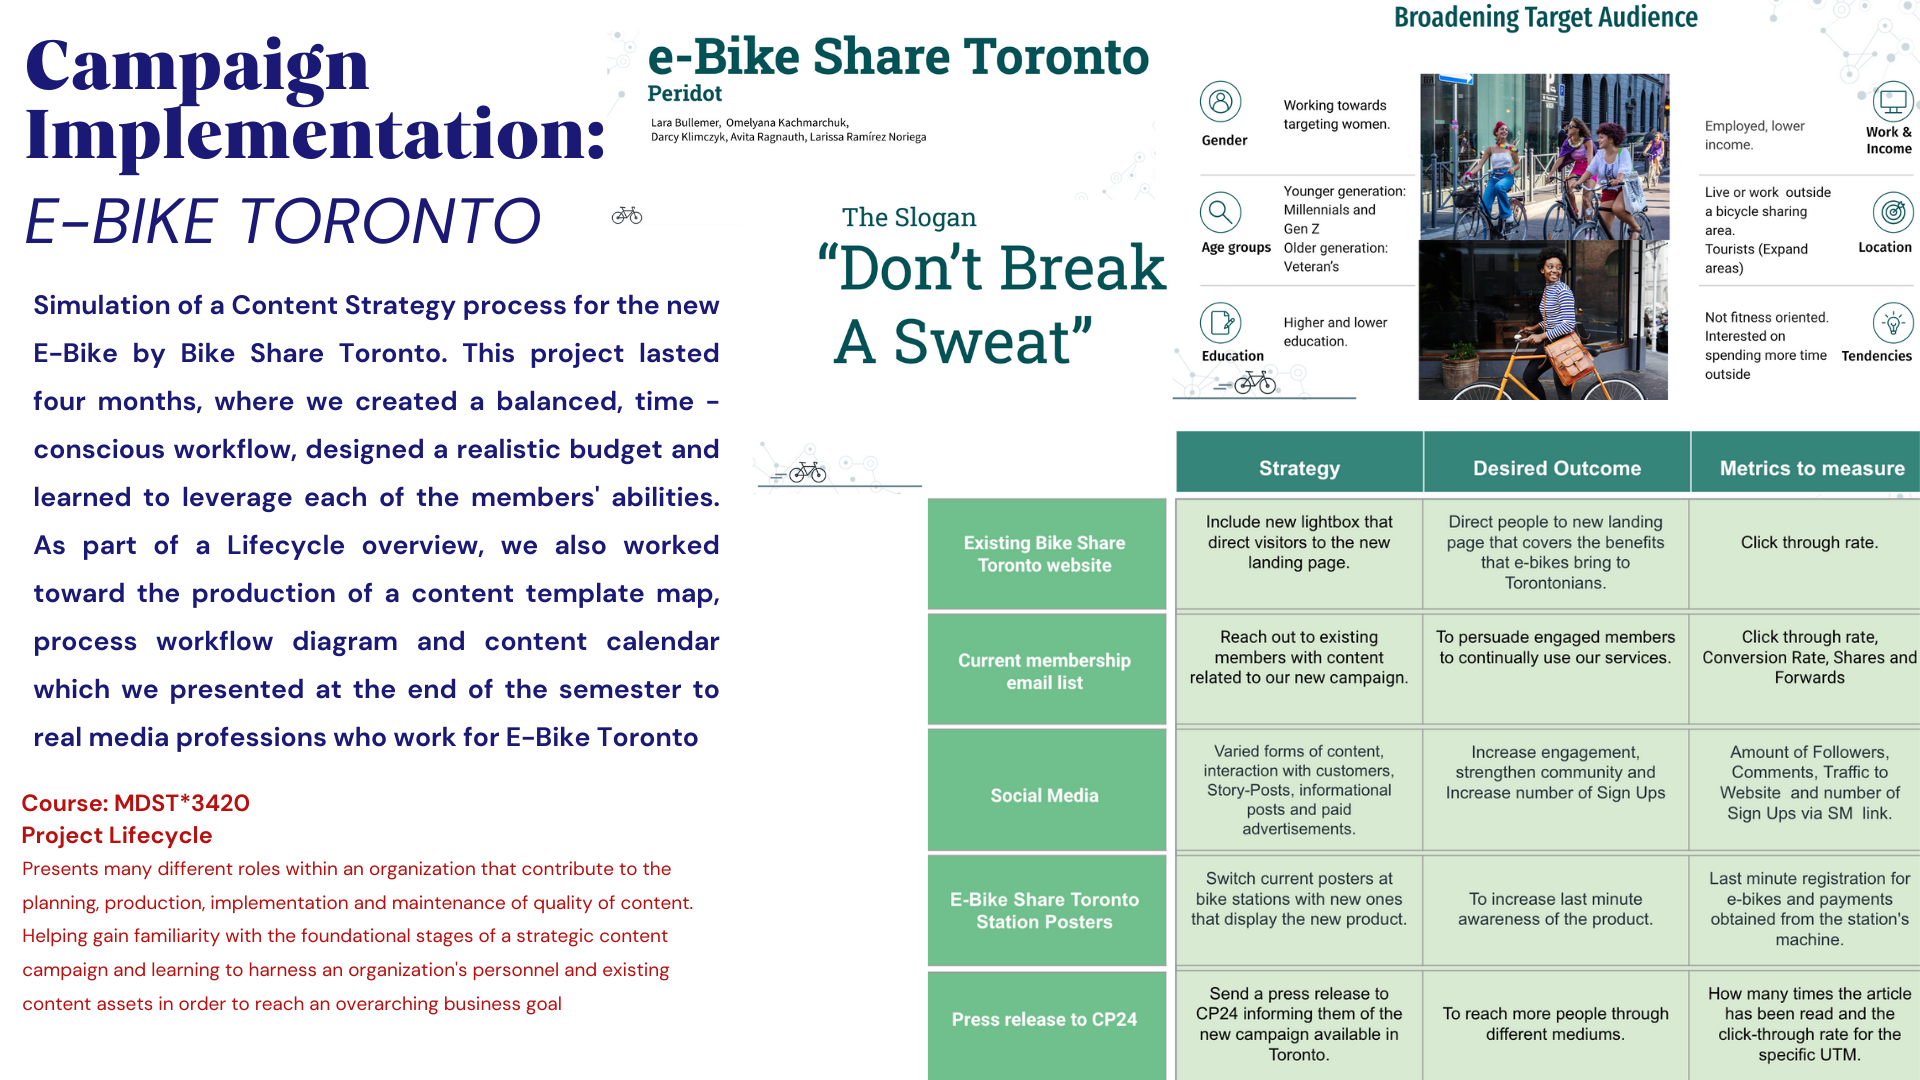 Campaign
Implementation:
E-BIKE TORONTO
Simulation of a Content Strategy process for the new
E-Bike by Bike Share Toronto. This project lasted
four months, where we created a balanced, time -
conscious workflow, designed a realistic budget and
learned to leverage each of the members' abilities.
As part of a Lifecycle overview, we also worked
toward the production of a content template map,
process workflow diagram and content calendar
which we presented at the end of the semester to
real media professions who work for E-Bike Toronto
Course: MDST*3420
Project Lifecycle
Presents many different roles within an organization that contribute to the
planning, production, implementation and maintenance of quality of content.
Helping gain familiarity with the foundational stages of a strategic content
campaign and learning to harness an organization's personnel and existing
content assets in order to reach an overarching business goal
e-Bike Share Toronto
Peridot
Lara Bullemer, Omelyana Kachmarchuk,
Darcy Klimczyk, Avita Ragnauth, Larissa Ramírez Noriega
The Slogan
“Don’t Break
A Sweat”
Broadening Target Audience
Gender
Working towards
targeting women.
Age groups
Younger generation:
Millennials and
Gen Z
Older generation:
Veteran’s
Education
Higher and lower
education.
Employed, lower
income.
Work &
Income
Live or work outside
a bicycle sharing
area.
Tourists (Expand
areas)
Location
Not fitness oriented.
Interested on
spending more time
outside
Tendencies
Strategy
Desired Outcome
Metrics to measure
Existing Bike Share
Toronto website
Include new lightbox that
direct visitors to the new
landing page.
Direct people to new landing
page that covers the benefits
that e-bikes bring to
Torontonians.
Click through rate.
Current membership
email list
Reach out to existing
members with content
related to our new campaign.
To persuade engaged members
to continually use our services.
Click through rate,
Conversion Rate, Shares and
Forwards
Social Media
Varied forms of content,
interaction with customers,
Story-Posts, informational
posts and paid
advertisements.
Increase engagement,
strengthen community and
Increase number of Sign Ups
Amount of Followers,
Comments, Traffic to
Website and number of
Sign Ups via SM link.
E-Bike Share Toronto
Station Posters
Switch current posters at
bike stations with new ones
that display the new product.
To increase last minute
awareness of the product.
Last minute registration for
e-bikes and payments
obtained from the station's
machine.
Press release to CP24
Send a press release to
CP24 informing them of the
new campaign available in
Toronto.
To reach more people through
different mediums.
How many times the article
has been read and the
click-through rate for the
specific UTM.